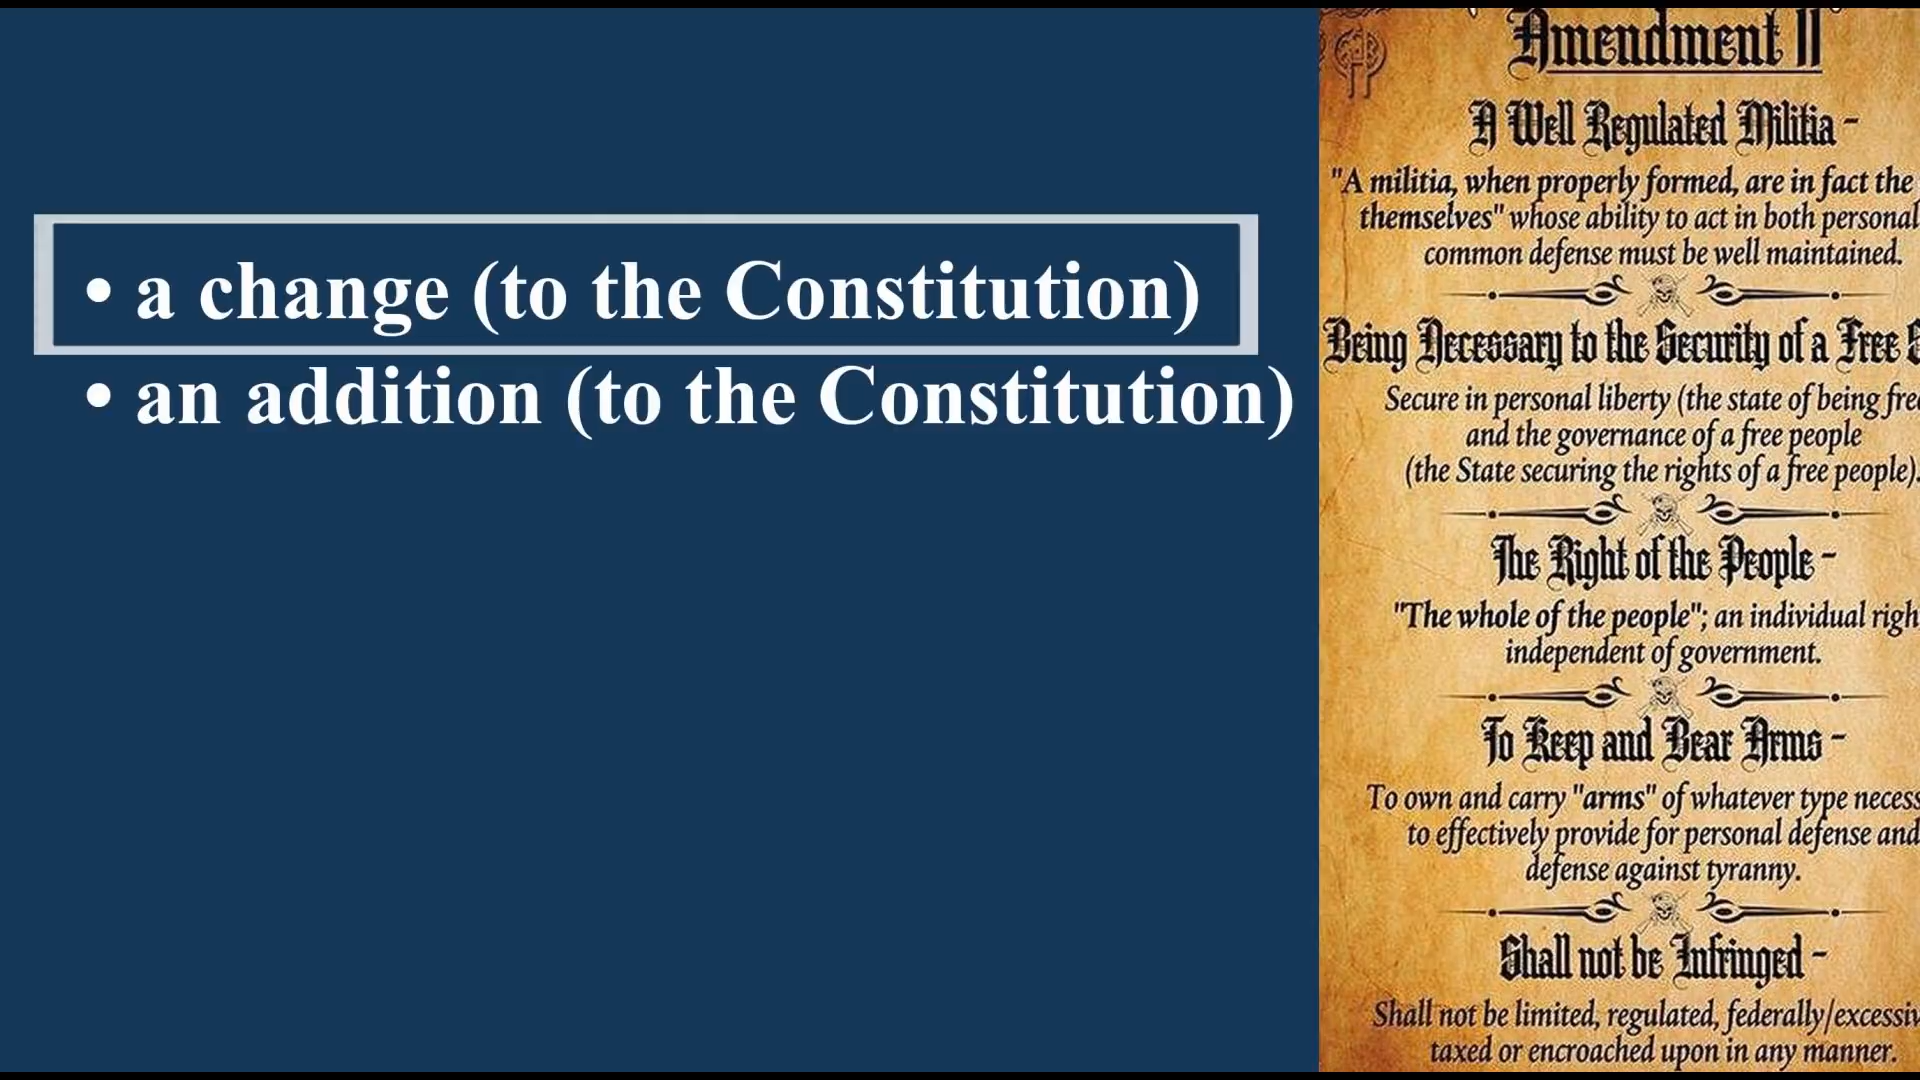 • a change (to the Constitution)
• an addition (to the Constitution)
Amendment II
A Well Regulated Militia -
"A militia, when properly formed, are in fact the
themselves" whose ability to act in both personal
common defense must be well maintained.
Being Necessary to the Security of a Free
Secure in personal liberty (the state of being free
and the governance of a free people
(the State securing the rights of a free people).
The Right of the People -
"The whole of the people"; an individual
independent of government.
To Keep and Bear Arms -
To own and carry "arms" of whatever type
to effectively provide for personal defense and
defense against tyranny.
Shall not be Infringed -
Shall not be limited, regulated,
taxed or encroached upon in any manner.